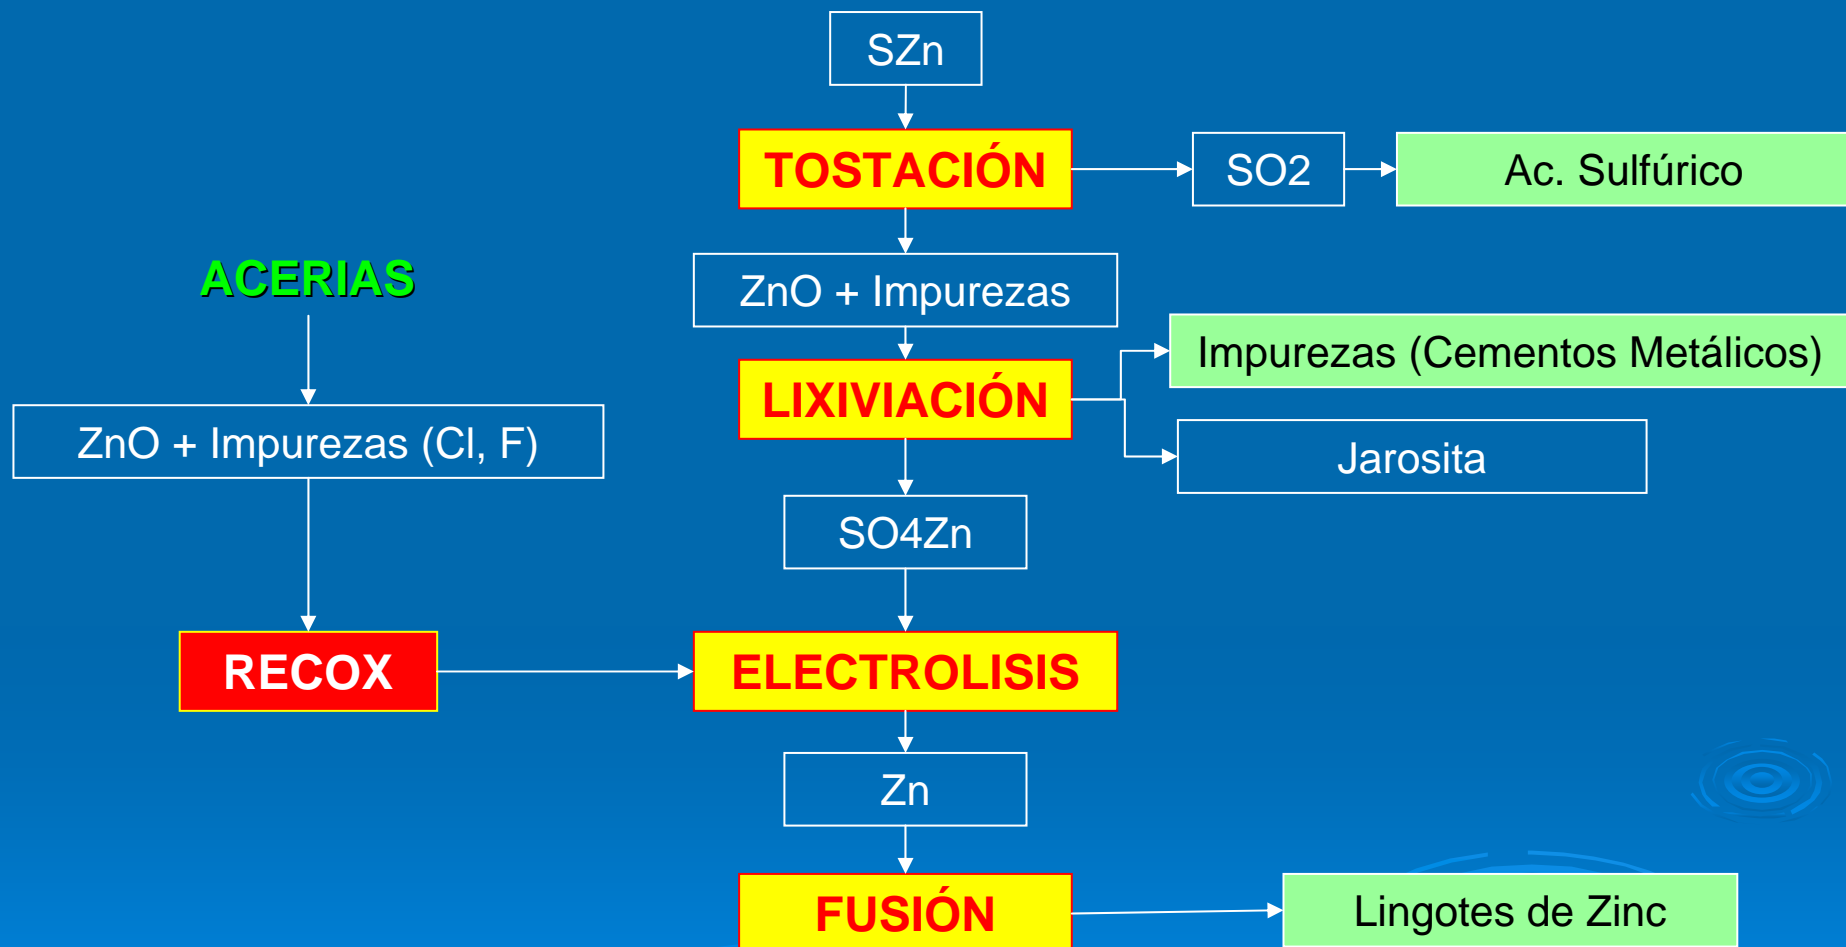 SZn
TOSTACIÓN
SO2
Ac. Sulfúrico
ACERIAS
ZnO + Impurezas
Impurezas (Cementos Metálicos)
LIXIVIACIÓN
ZnO + Impurezas (Cl, F)
Jarosita
SO4Zn
RECOX
ELECTROLISIS
Zn
FUSIÓN
Lingotes de Zinc